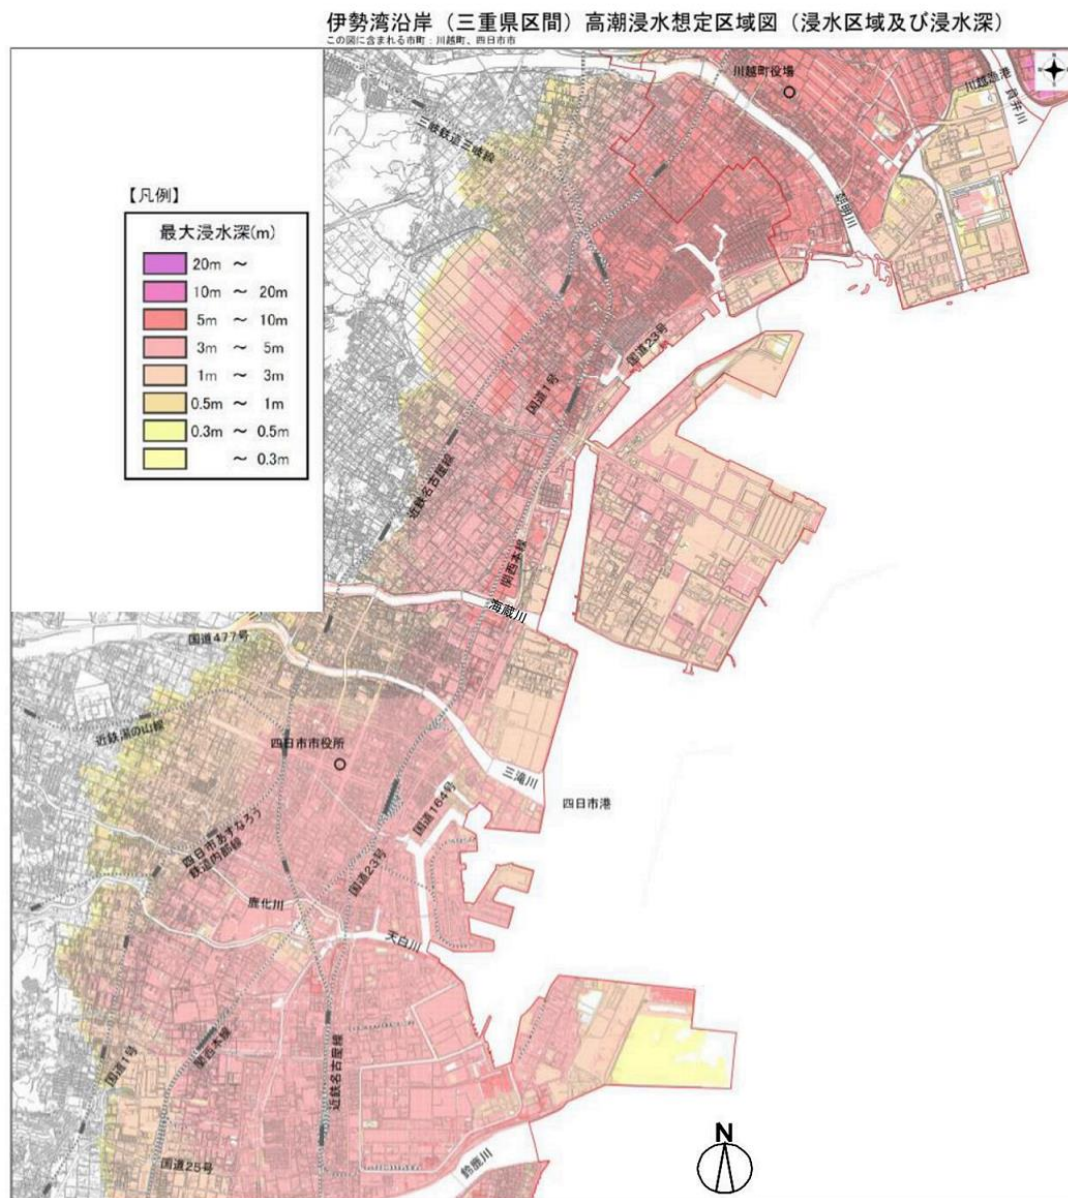 伊勢湾沿岸（三重県区間）高潮浸水想定区域図（浸水区域及び浸水深）
この図に含まれる市町：川越町、四日市市
川越町役場
川越漁港
員弁川
三岐鉄道三岐線
朝明川
【凡例】
最大浸水深(m)
20m ～
10m ～ 20m
5m ～ 10m
3m ～ 5m
1m ～ 3m
0.5m ～ 1m
0.3m ～ 0.5m
～ 0.3m
国道23号
国道1号
近鉄名古屋線
関西本線
海蔵川
国道477号
近鉄湯の山線
四日市市役所
三滝川
四日市港
国道164号
四日市あすなろう
鉄道内部線
国道23号
鹿化川
天白川
国道1号
関西本線
近鉄名古屋線
国道25号
鈴鹿川
N